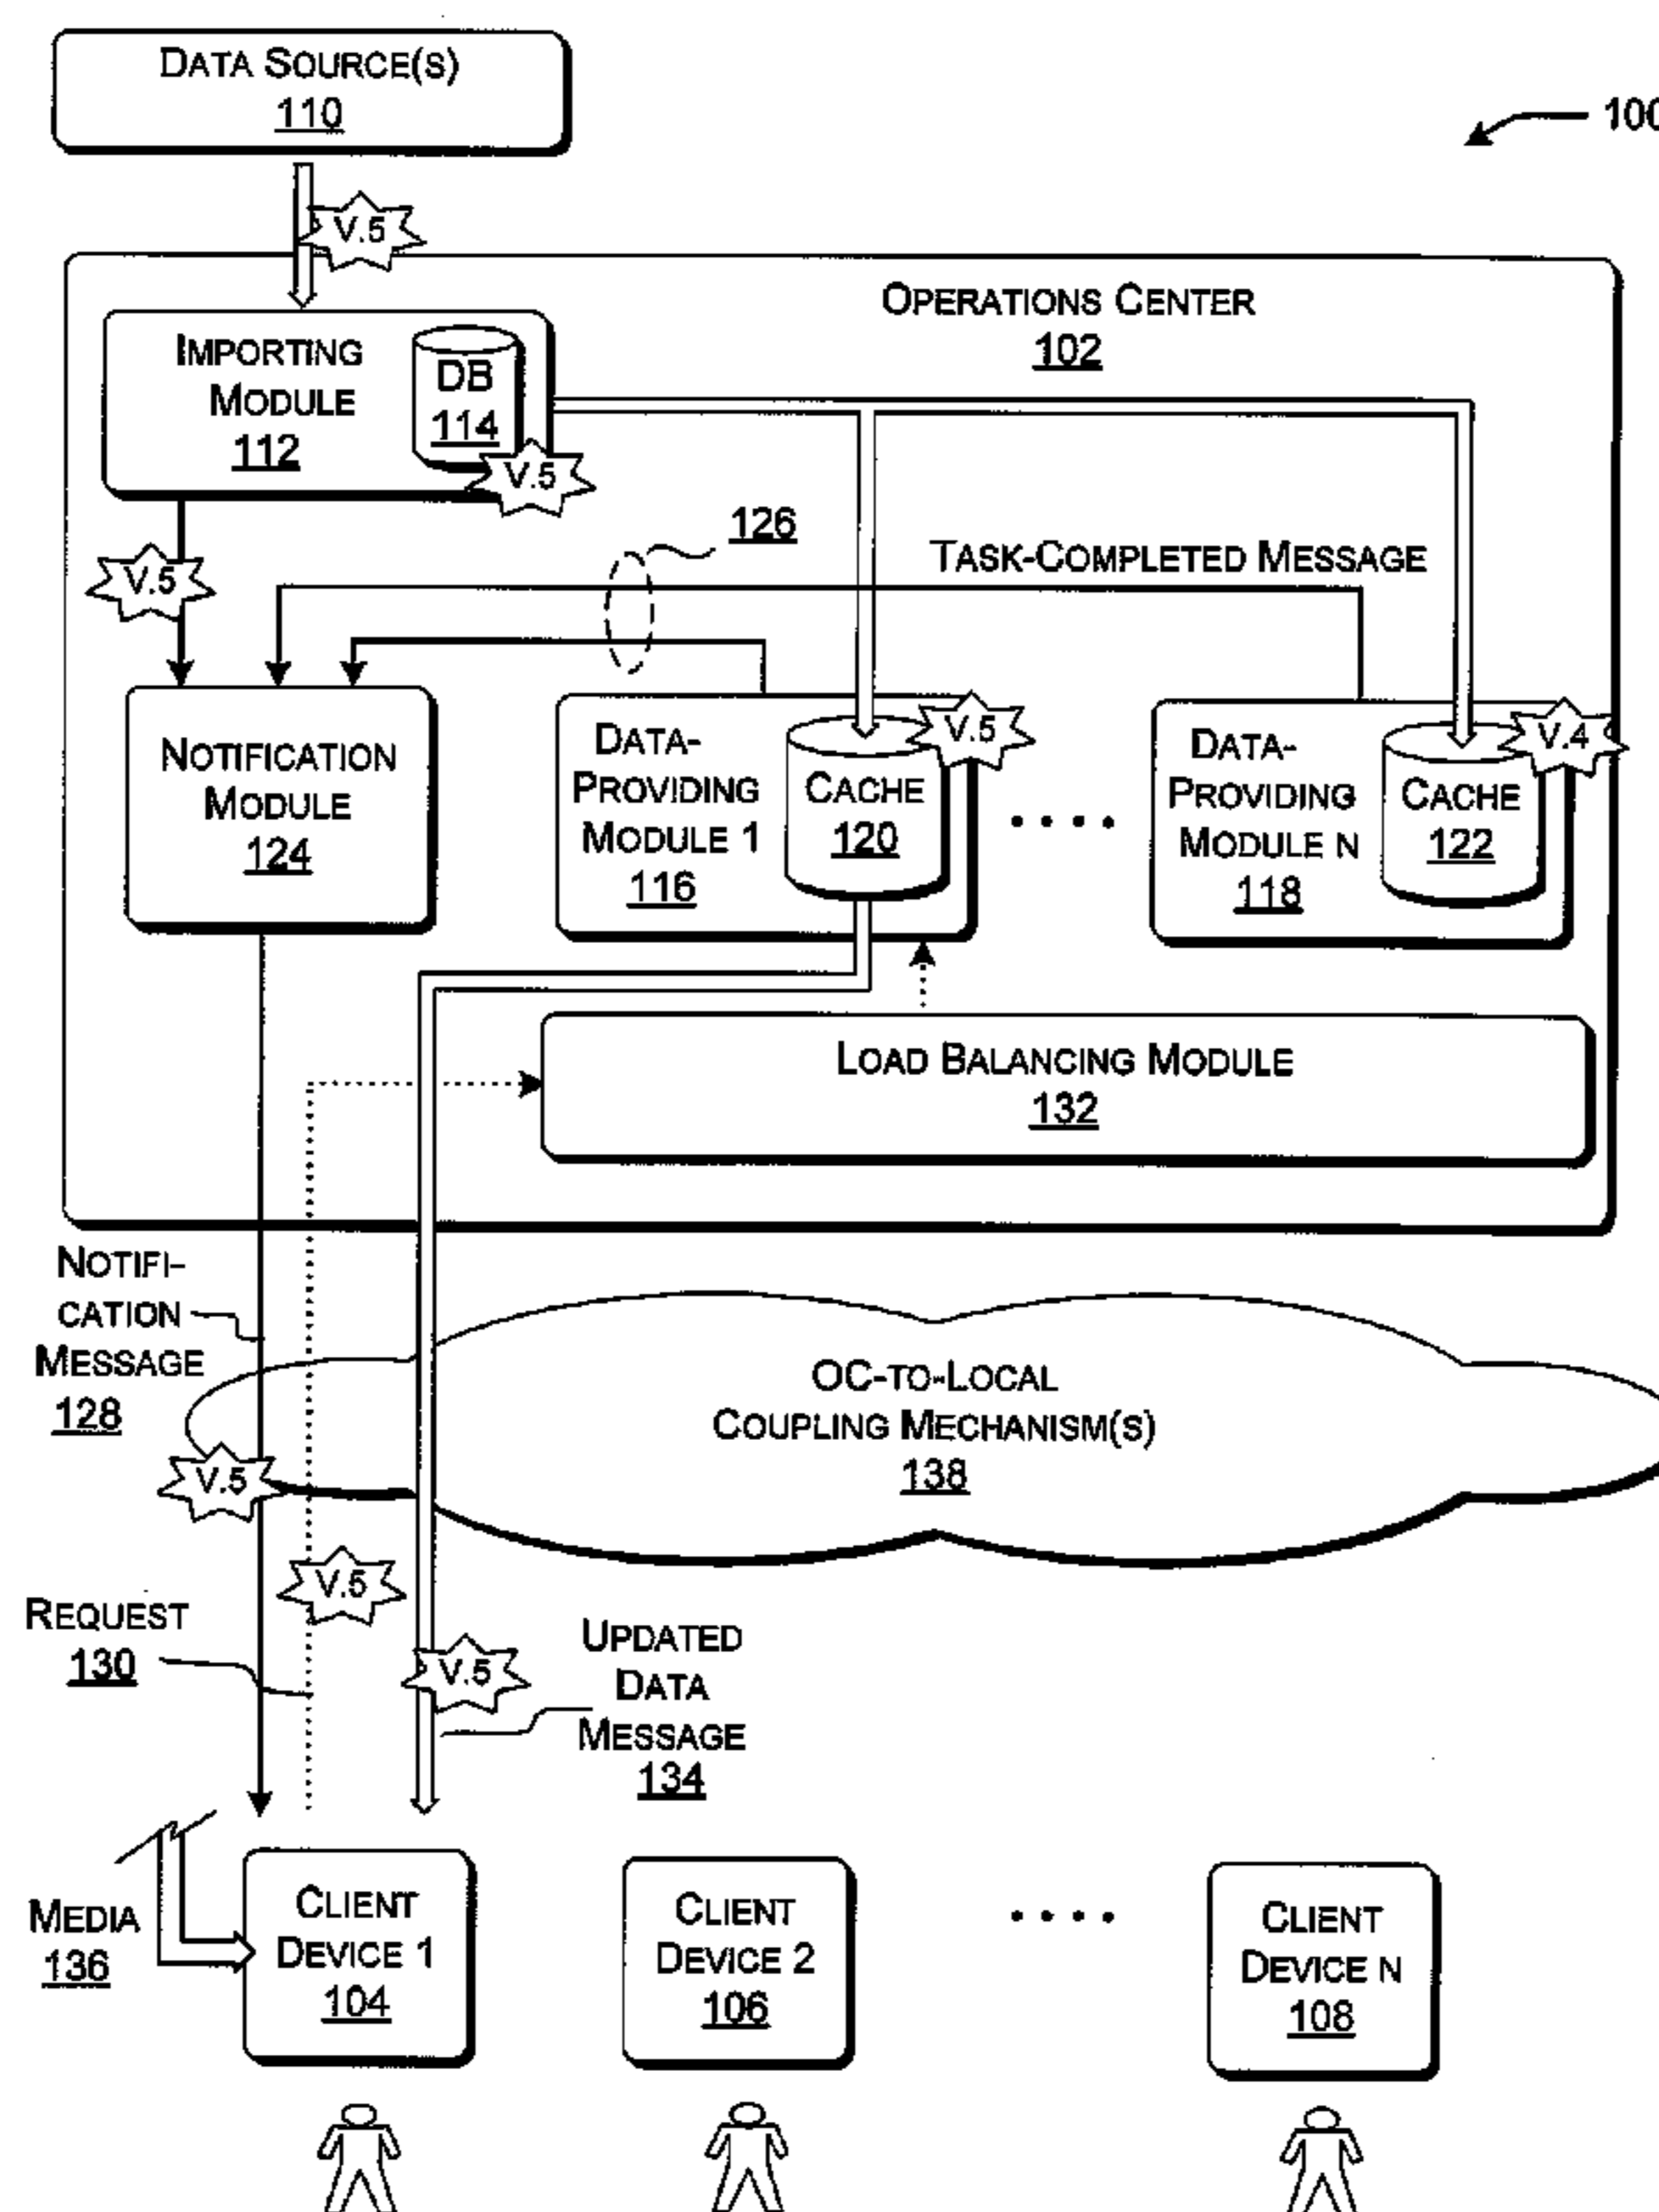 DATA SOURCE(S)
110
100
V.5
OPERATIONS CENTER
102
IMPORTING
MODULE
112
DB
114
V.5
126
TASK-COMPLETED MESSAGE
V.5
NOTIFICATION
MODULE
124
DATA-
PROVIDING
MODULE 1
116
CACHE
120
V.5
DATA-
PROVIDING
MODULE N
118
CACHE
122
V.4
LOAD BALANCING MODULE
132
NOTIFI-
CATION
MESSAGE
128
V.5
OC-TO-LOCAL
COUPLING MECHANISM(S)
138
REQUEST
130
V.5
V.5
UPDATED
DATA
MESSAGE
134
MEDIA
136
CLIENT
DEVICE 1
104
CLIENT
DEVICE 2
106
CLIENT
DEVICE N
108